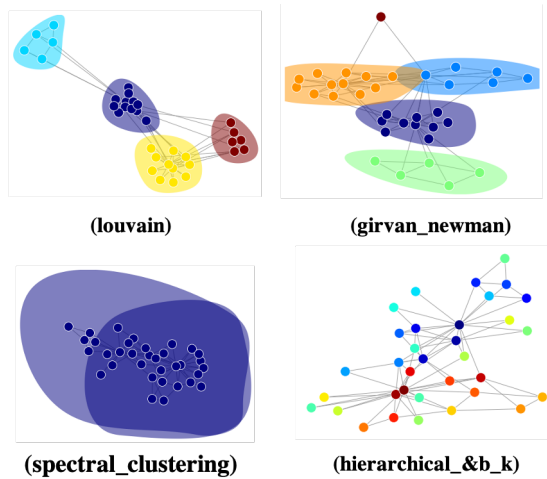 (louvain)
(girvan_newman)
(spectral_clustering)
(hierarchical_&b_k)